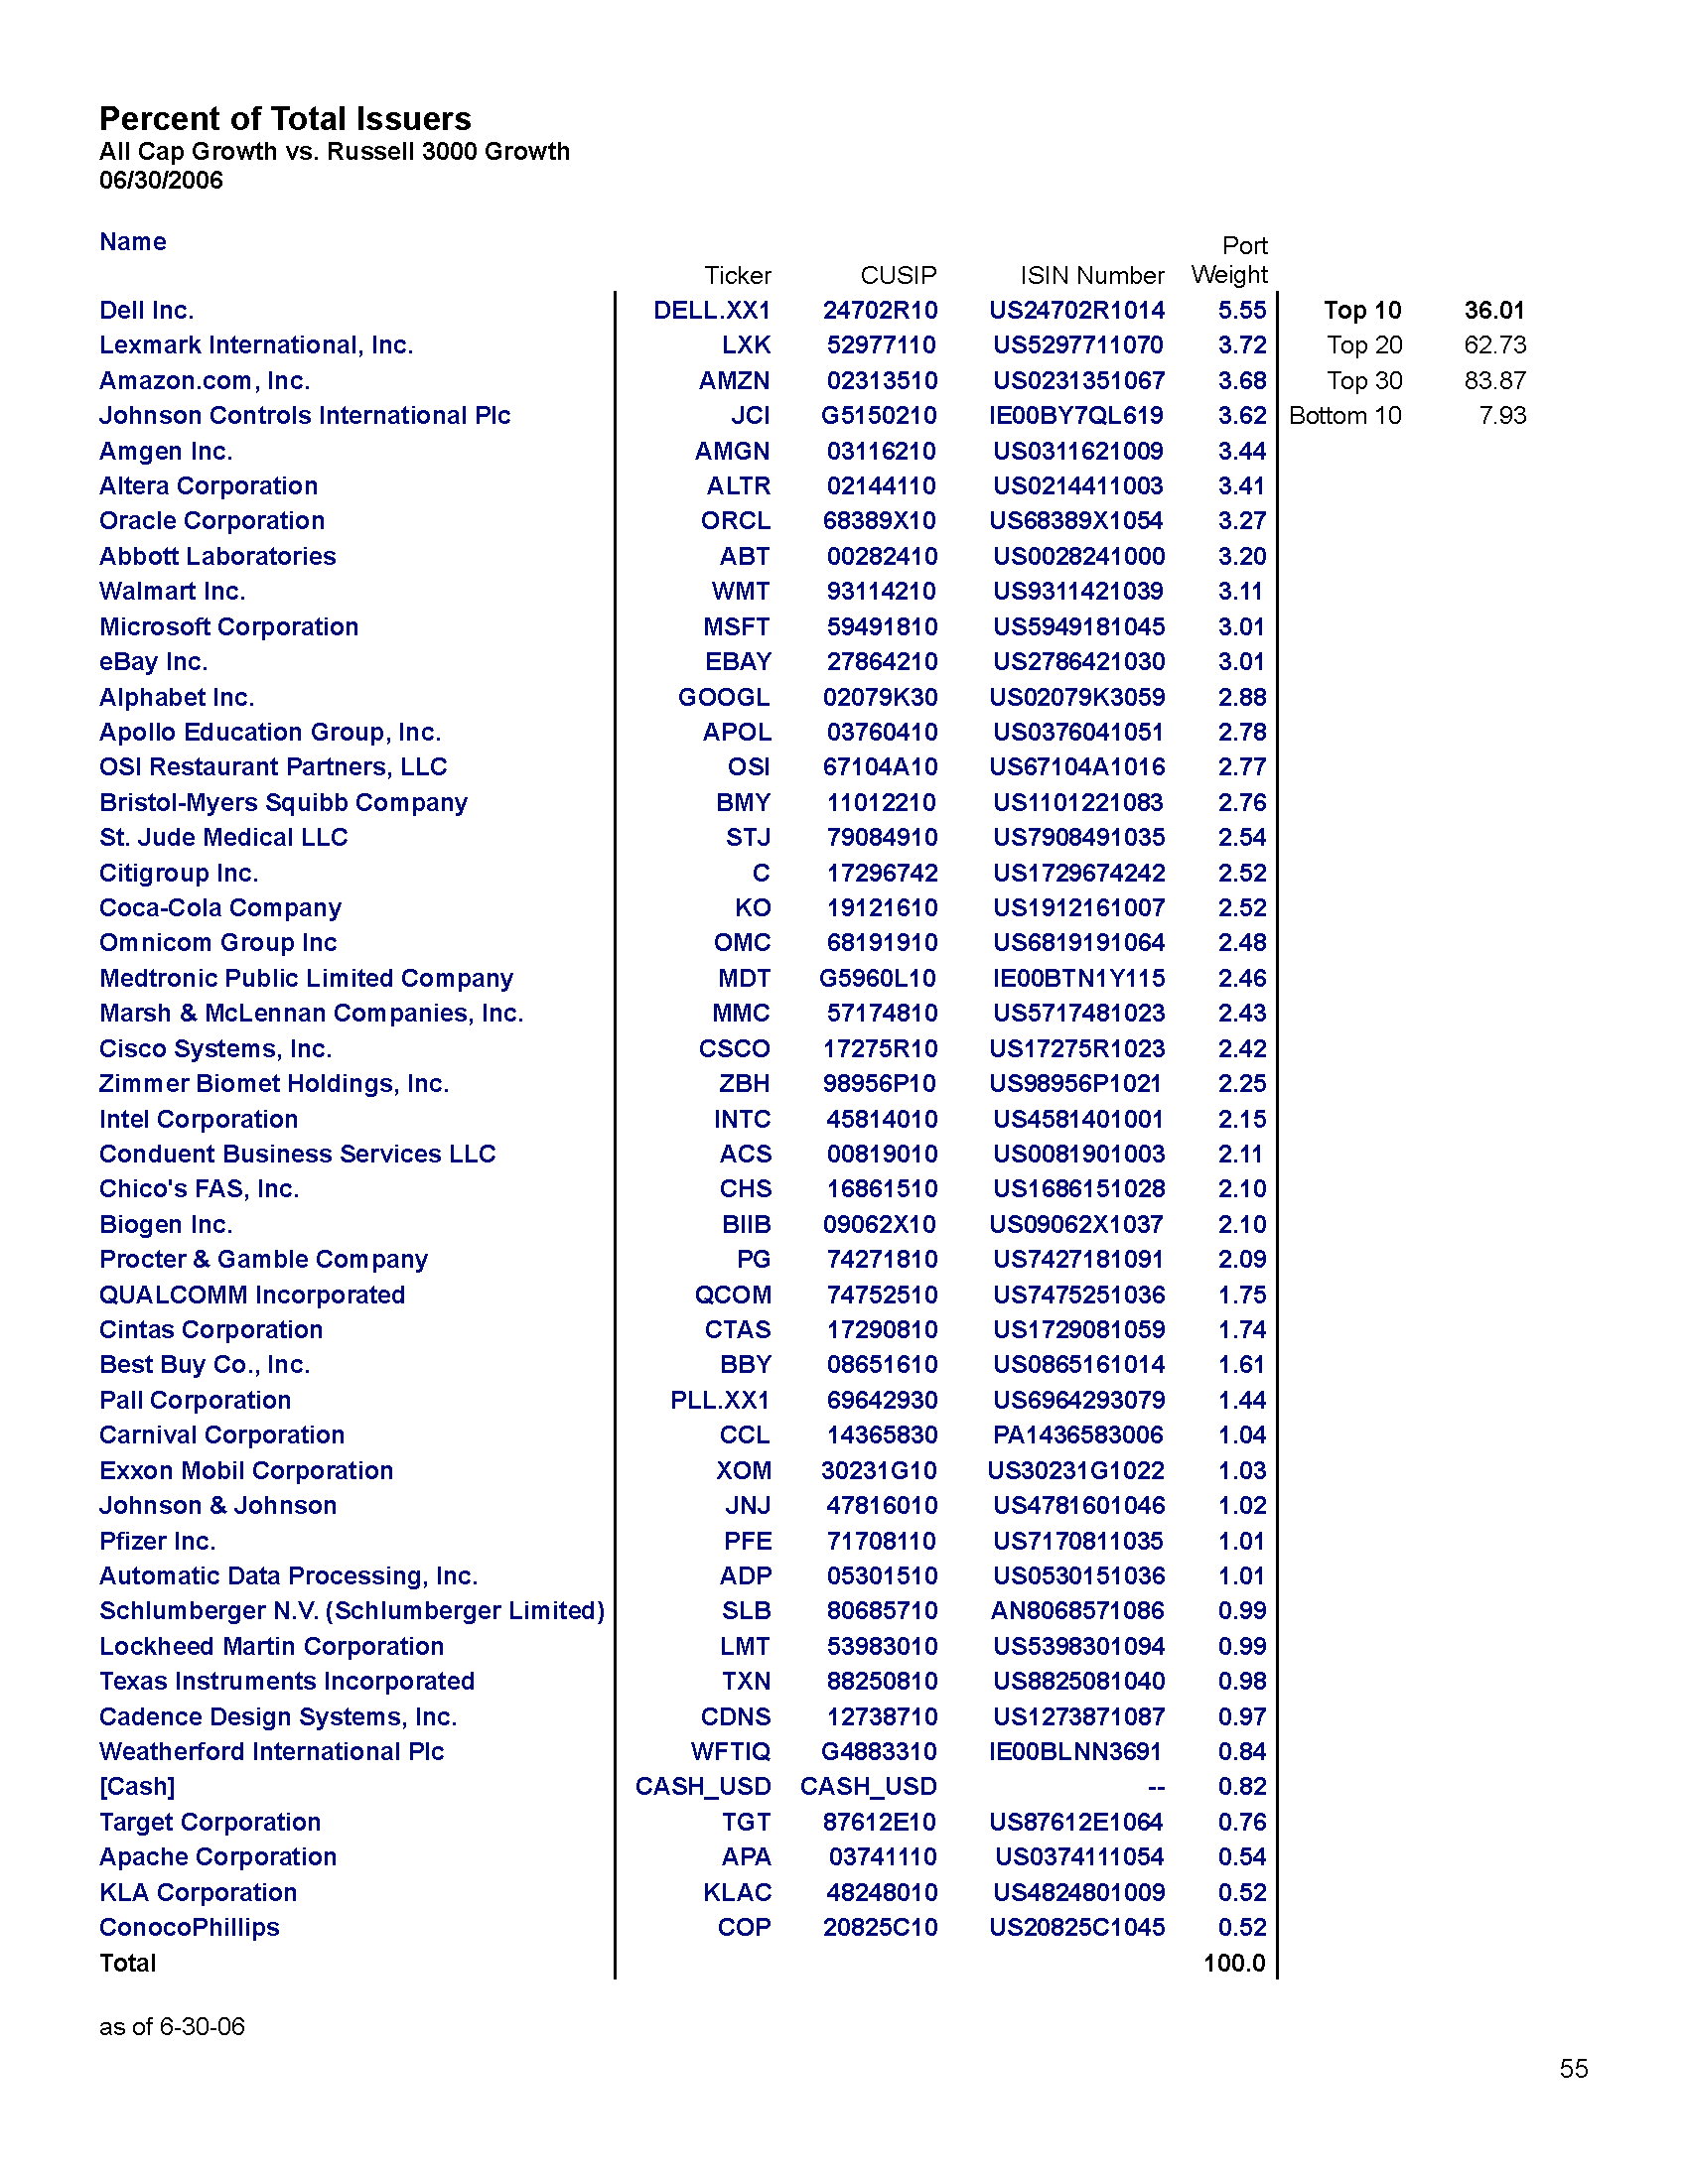 Percent of Total Issuers
All Cap Growth vs. Russell 3000 Growth
06/30/2006
Name Port
Ticker CUSIP ISIN Number Weight
Dell Inc. DELL.XX1 24702R10 US24702R1014 5.55 Top 10 36.01
Lexmark International, Inc. LXK 52977110 US5297711070 3.72 Top 20 62.73
Amazon.com, Inc. AMZN 02313510 US0231351067 3.68 Top 30 83.87
Johnson Controls International Plc JCI G5150210 IE00BY7QL619 3.62 Bottom 10 7.93
Amgen Inc. AMGN 03116210 US0311621009 3.44
Altera Corporation ALTR 02144110 US0214411003 3.41
Oracle Corporation ORCL 68389X10 US68389X1054 3.27
Abbott Laboratories ABT 00282410 US0028241000 3.20
Walmart Inc. WMT 93114210 US9311421039 3.11
Microsoft Corporation MSFT 59491810 US5949181045 3.01
eBay Inc. EBAY 27864210 US2786421030 3.01
Alphabet Inc. GOOGL 02079K30 US02079K3059 2.88
Apollo Education Group, Inc. APOL 03760410 US0376041051 2.78
OSI Restaurant Partners, LLC OSI 67104A10 US67104A1016 2.77
Bristol-Myers Squibb Company BMY 11012210 US1101221083 2.76
St. Jude Medical LLC STJ 79084910 US7908491035 2.54
Citigroup Inc. C 17296742 US1729674242 2.52
Coca-Cola Company KO 19121610 US1912161007 2.52
Omnicom Group Inc OMC 68191910 US6819191064 2.48
Medtronic Public Limited Company MDT G5960L10 IE00BTN1Y115 2.46
Marsh & McLennan Companies, Inc. MMC 57174810 US5717481023 2.43
Cisco Systems, Inc. CSCO 17275R10 US17275R1023 2.42
Zimmer Biomet Holdings, Inc. ZBH 98956P10 US98956P1021 2.25
Intel Corporation INTC 45814010 US4581401001 2.15
Conduent Business Services LLC ACS 00819010 US0081901003 2.11
Chico's FAS, Inc. CHS 16861510 US1686151028 2.10
Biogen Inc. BIIB 09062X10 US09062X1037 2.10
Procter & Gamble Company PG 74271810 US7427181091 2.09
QUALCOMM Incorporated QCOM 74752510 US7475251036 1.75
Cintas Corporation CTAS 17290810 US1729081059 1.74
Best Buy Co., Inc. BBY 08651610 US0865161014 1.61
Pall Corporation PLL.XX1 69642930 US6964293079 1.44
Carnival Corporation CCL 14365830 PA1436583006 1.04
Exxon Mobil Corporation XOM 30231G10 US30231G1022 1.03
Johnson & Johnson JNJ 47816010 US4781601046 1.02
Pfizer Inc. PFE 71708110 US7170811035 1.01
Automatic Data Processing, Inc. ADP 05301510 US0530151036 1.01
Schlumberger N.V. (Schlumberger Limited) SLB 80685710 AN8068571086 0.99
Lockheed Martin Corporation LMT 53983010 US5398301094 0.99
Texas Instruments Incorporated TXN 88250810 US8825081040 0.98
Cadence Design Systems, Inc. CDNS 12738710 US1273871087 0.97
Weatherford International Plc WFTIQ G4883310 IE00BLNN3691 0.84
[Cash] CASH_USD CASH_USD -- 0.82
Target Corporation TGT 87612E10 US87612E1064 0.76
Apache Corporation APA 03741110 US0374111054 0.54
KLA Corporation KLAC 48248010 US4824801009 0.52
ConocoPhillips COP 20825C10 US20825C1045 0.52
Total 100.0
as of 6-30-06
55